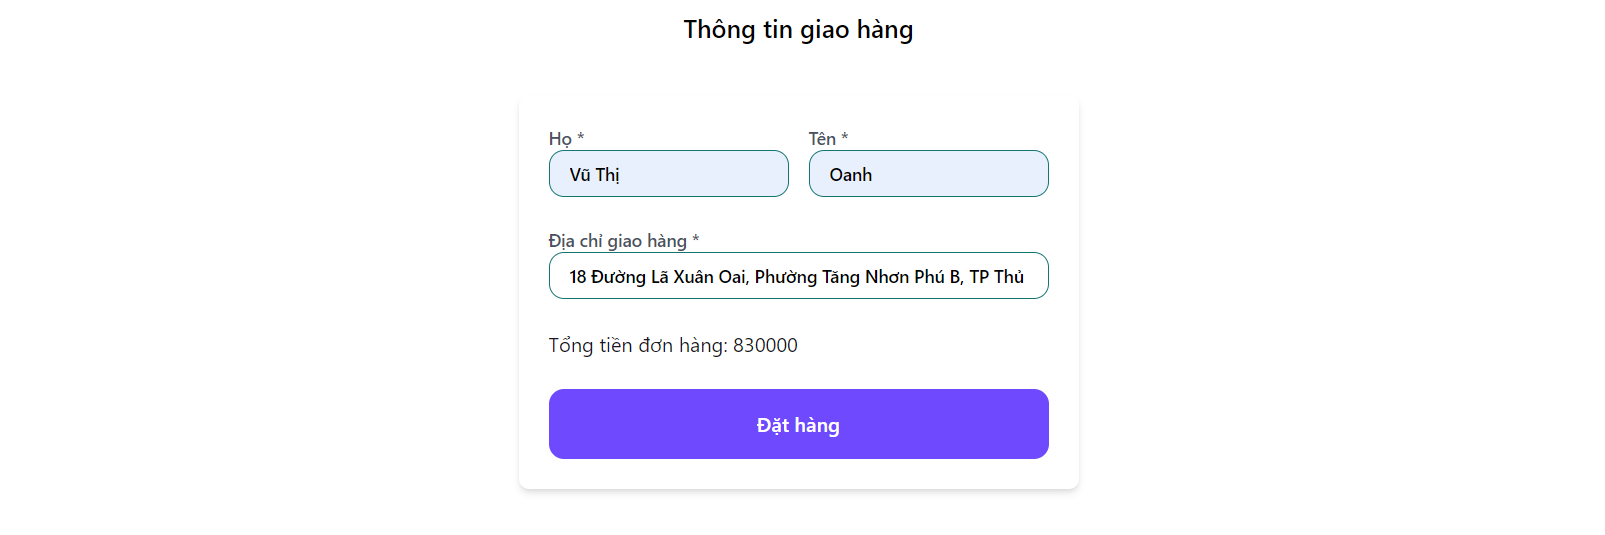 Thông tin giao hàng
Họ * Tên *
Vũ Thị Oanh
Địa chỉ giao hàng *
18 Đường Lã Xuân Oai, Phường Tăng Nhơn Phú B, TP Thủ
Tổng tiền đơn hàng: 830000
Đặt hàng